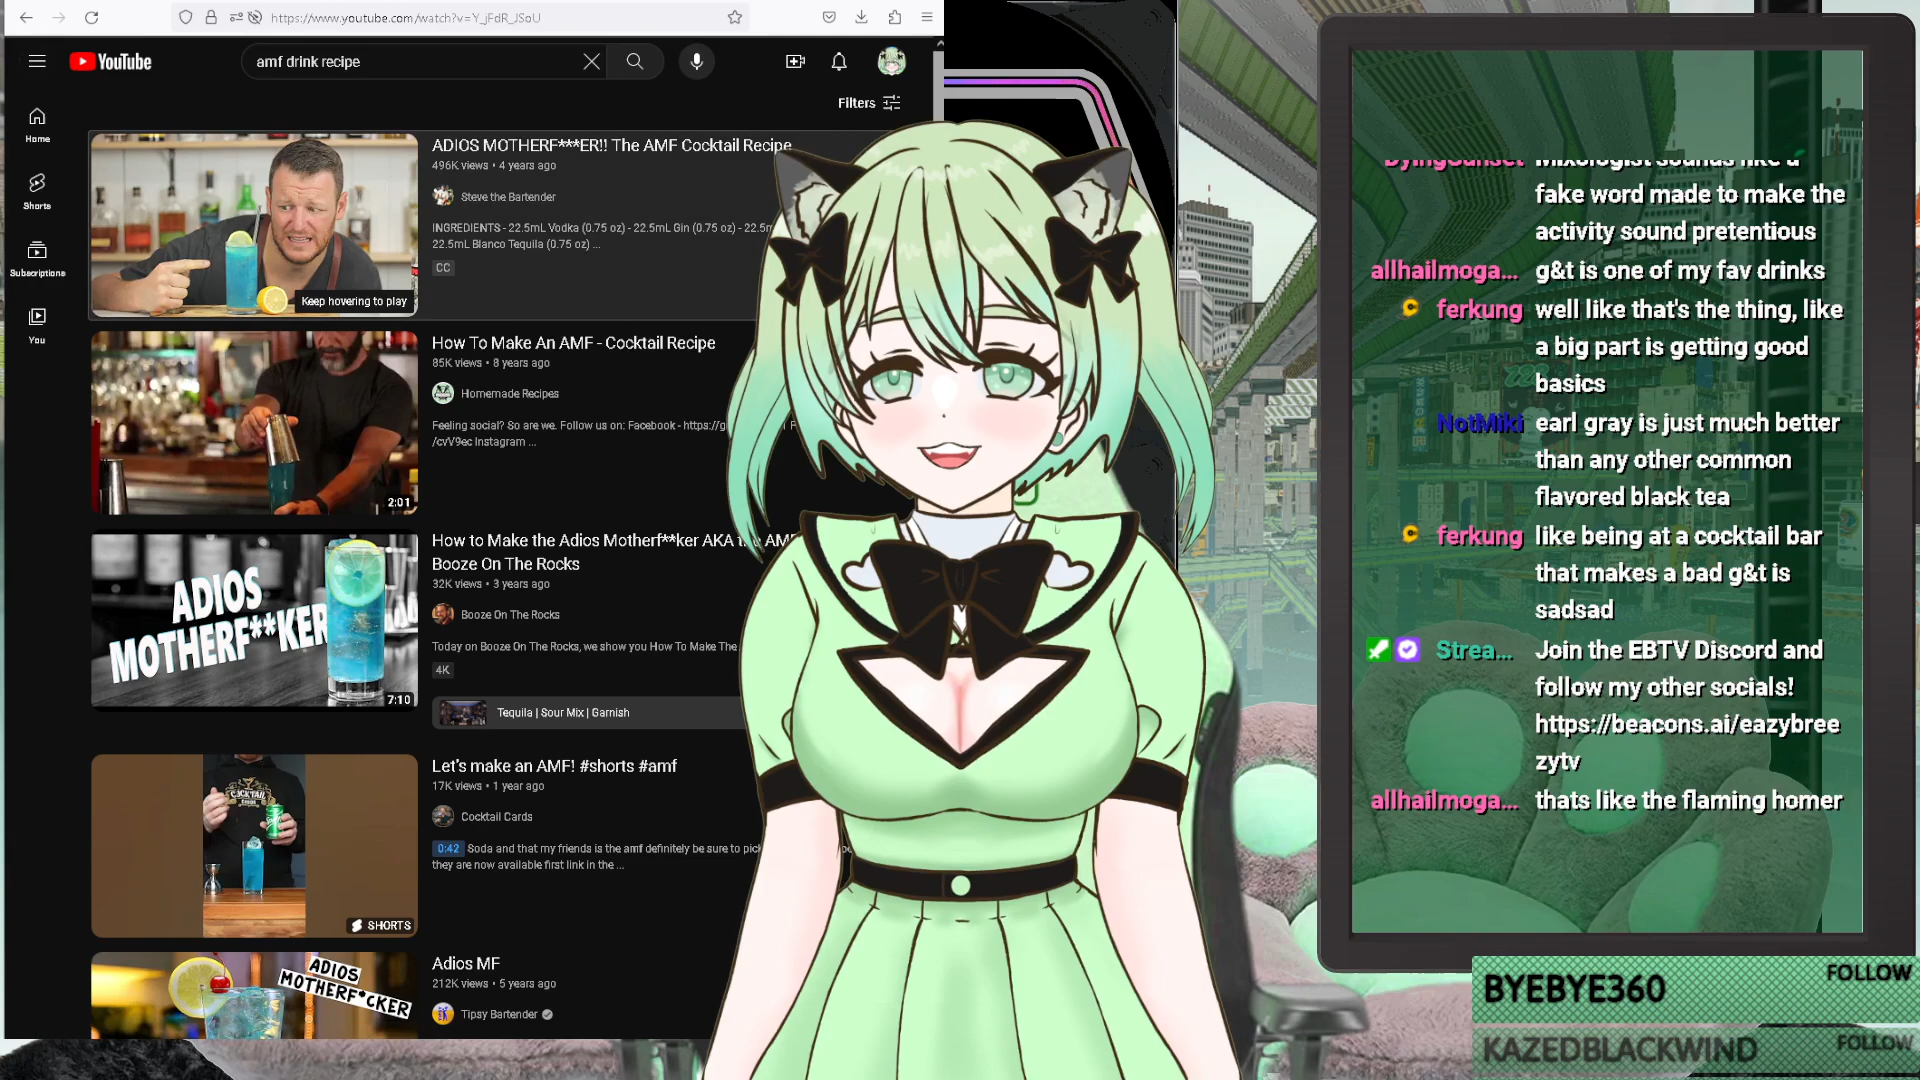 https://www.youtube.com/watch?v=Y_jFdR_JSoU
YouTube
amf drink recipe
Filters
Home
Shorts
Subscriptions
You
ADIOS MOTHERF***ER!! The AMF Cocktail Recipe
496K views • 4 years ago
Steve the Bartender
INGREDIENTS - 22.5mL Vodka (0.75 oz) - 22.5mL Gin (0.75 oz) - 22.5m
22.5mL Blanco Tequila (0.75 oz) ...
CC
Keep hovering to play
How To Make An AMF - Cocktail Recipe
85K views • 8 years ago
Homemade Recipes
Feeling social? So are we. Follow us on: Facebook - https://g
/cvV9ec Instagram ...
2:01
How to Make the Adios Motherf**ker AKA the AMF
Booze On The Rocks
32K views • 3 years ago
Booze On The Rocks
Today on Booze On The Rocks, we show you How To Make The
4K
Tequila | Sour Mix | Garnish
ADIOS
MOTHERF**KER
7:10
Let's make an AMF! #shorts #amf
17K views • 1 year ago
Cocktail Cards
0:42 Soda and that my friends is the amf definitely be sure to pic
they are now available first link in the ...
SHORTS
Adios MF
212K views • 5 years ago
Tipsy Bartender
ADIOS
MOTHERF*CKER
DyingSunset Mixologist sounds like a
fake word made to make the
activity sound pretentious
allhailmoga... g&t is one of my fav drinks
ferkung well like that's the thing, like
a big part is getting good
basics
NotMiki earl gray is just much better
than any other common
flavored black tea
ferkung like being at a cocktail bar
that makes a bad g&t is
sadsad
Strea... Join the EBTV Discord and
follow my other socials!
https://beacons.ai/eazybree
zytv
allhailmoga... thats like the flaming homer
BYEBYE360 FOLLOW
KAZEDBLACKWIND FOLLOW